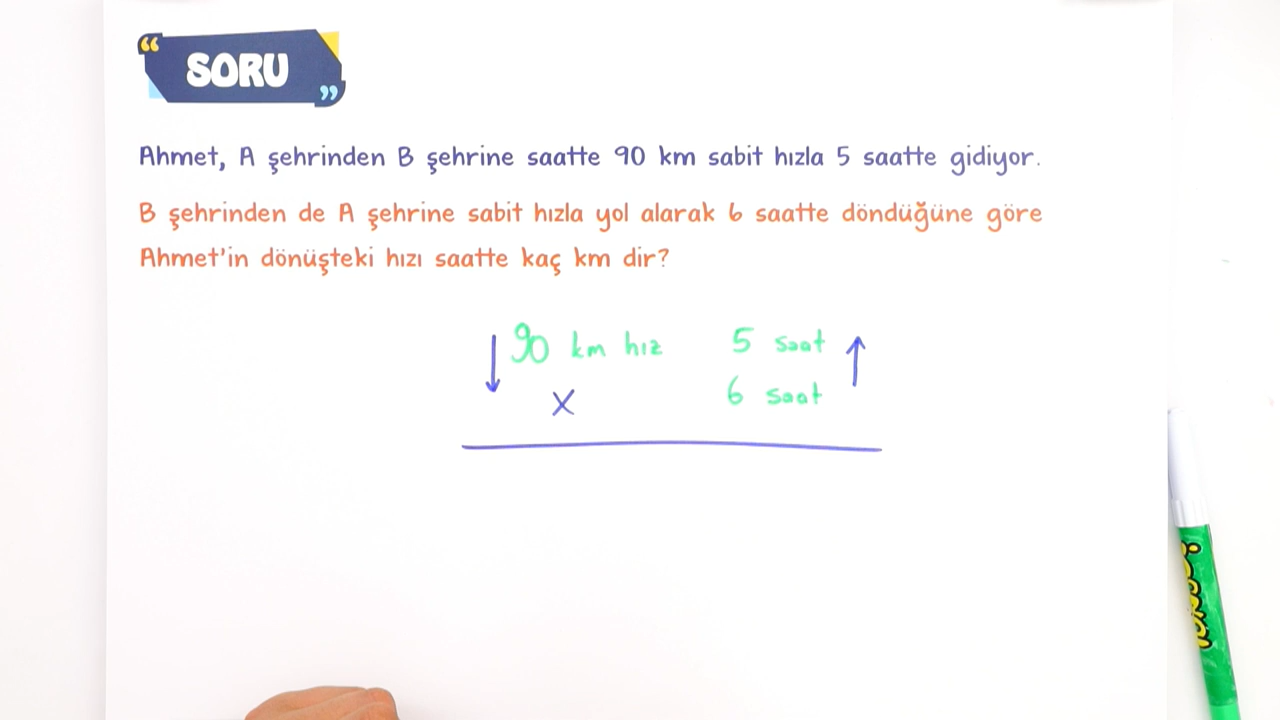 “ SORU ”
Ahmet, A şehrinden B şehrine saatte 90 km sabit hızla 5 saatte gidiyor.
B şehrinden de A şehrine sabit hızla yol alarak 6 saatte döndüğüne göre
Ahmet'in dönüşteki hızı saatte kaç km dir?
↓ 90 km hız 5 saat ↑
X 6 saat